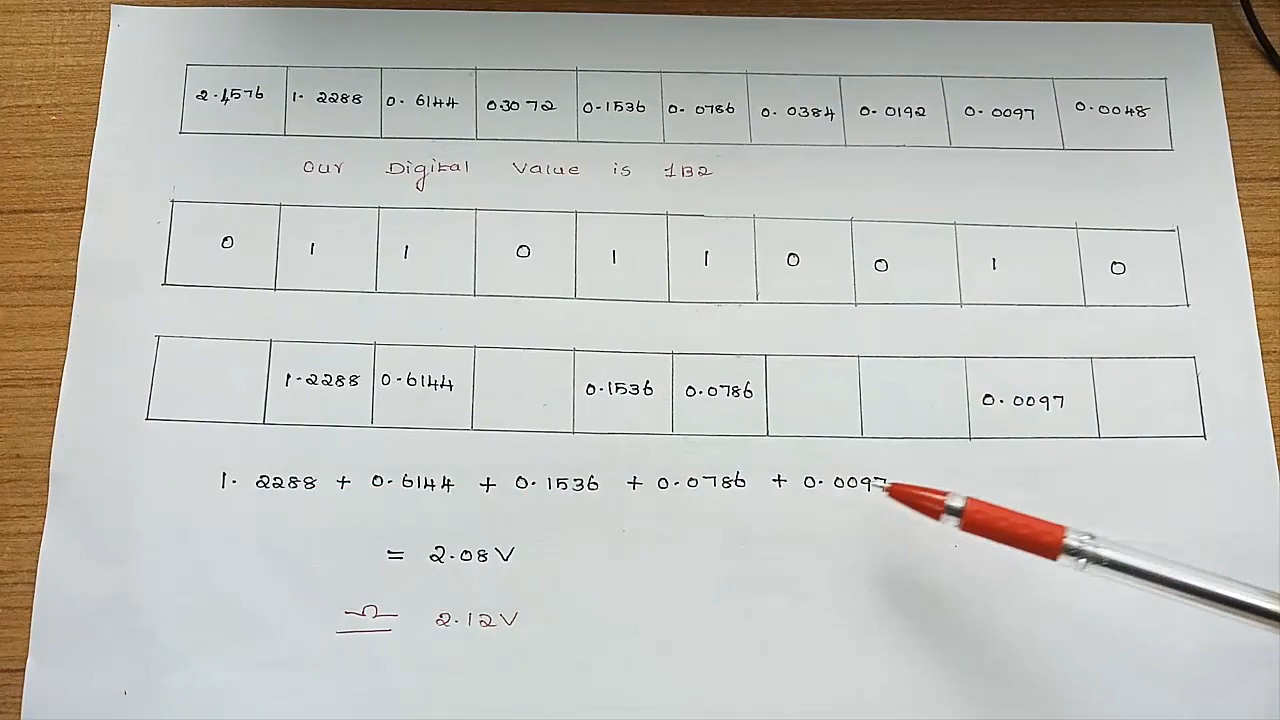 2.4576 1.2288 0.6144 0.3072 0.1536 0.0786 0.0384 0.0192 0.0097 0.0048
Our Digital Value is 1B2
0 1 1 0 1 1 0 0 1 0
1.2288 0.6144 0.1536 0.0786 0.0097
1.2288 + 0.6144 + 0.1536 + 0.0786 + 0.0097
= 2.08V
2.12V